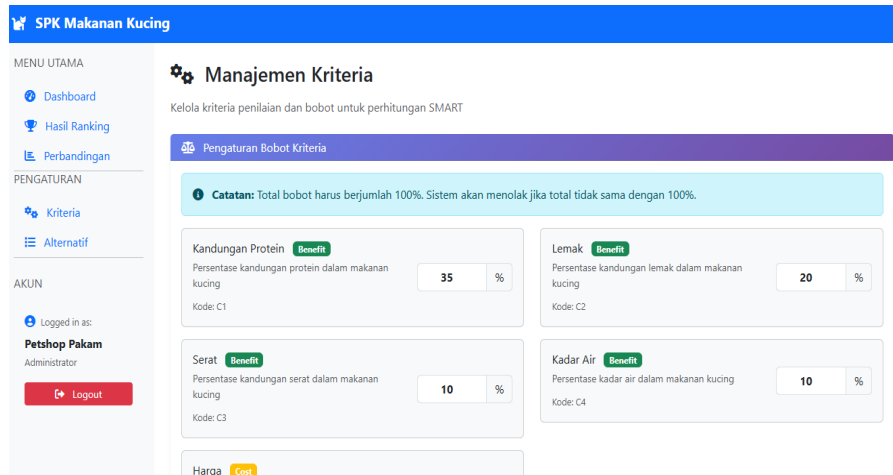 SPK Makanan Kucing
MENU UTAMA
Dashboard
Hasil Ranking
Perbandingan
PENGATURAN
Kriteria
Alternatif
AKUN
Logged in as:
Petshop Pakam
Administrator
Logout
Manajemen Kriteria
Kelola kriteria penilaian dan bobot untuk perhitungan SMART
Pengaturan Bobot Kriteria
Catatan: Total bobot harus berjumlah 100%. Sistem akan menolak jika total tidak sama dengan 100%.
Kandungan Protein Benefit
Persentase kandungan protein dalam makanan
kucing
35 %
Kode: C1
Lemak Benefit
Persentase kandungan lemak dalam makanan
kucing
20 %
Kode: C2
Serat Benefit
Persentase kandungan serat dalam makanan
kucing
10 %
Kode: C3
Kadar Air Benefit
Persentase kadar air dalam makanan kucing
10 %
Kode: C4
Harga Cost